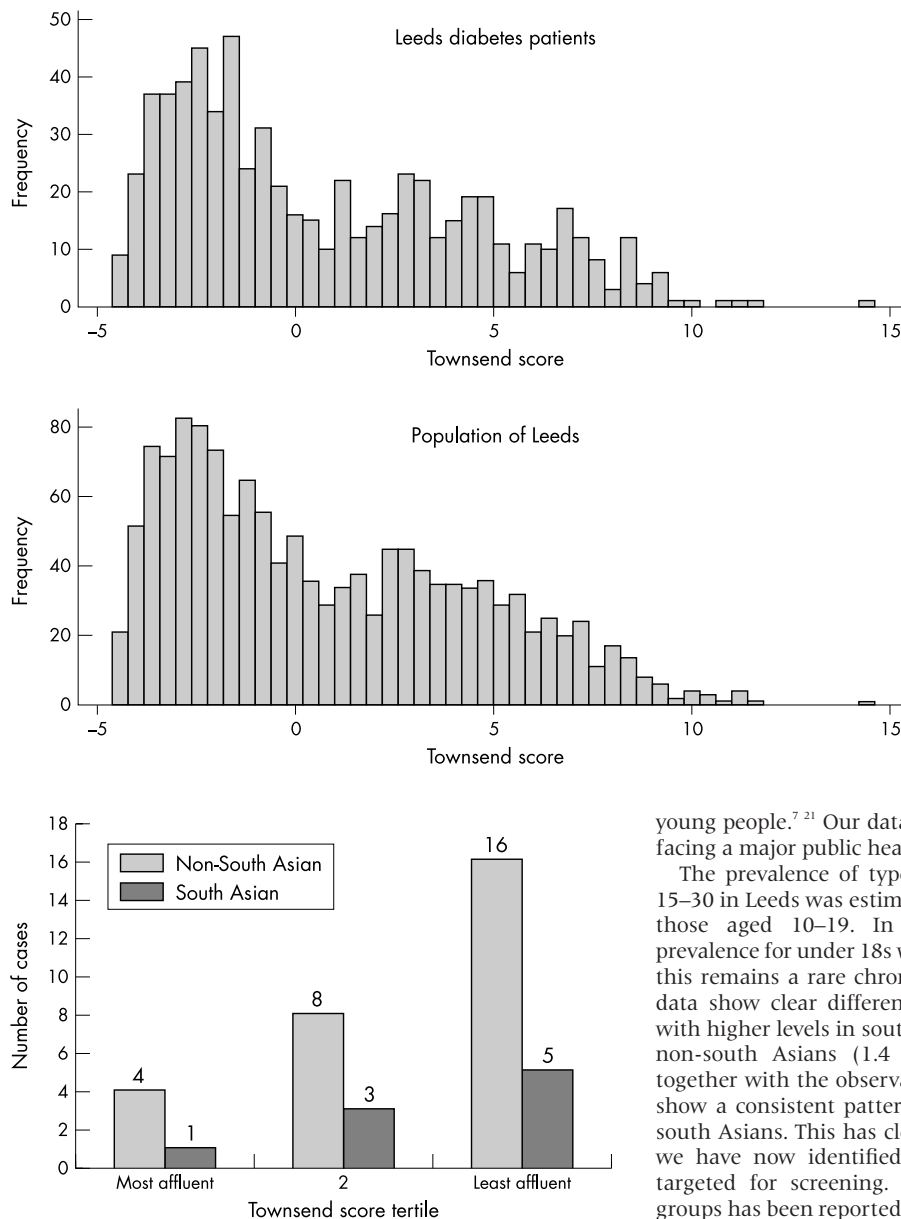 Leeds diabetes patients
Frequency
50
40
30
20
10
0
–5 0 5 10 15
Townsend score
Population of Leeds
Frequency
80
60
40
20
0
–5 0 5 10 15
Townsend score
Number of cases
18
16
14
12
10
8
6
4
2
0
Non-South Asian
South Asian
4
1
8
3
16
5
Most affluent 2 Least affluent
Townsend score tertile
young people.7 21 Our data
facing a major public hea
The prevalence of typ
15–30 in Leeds was estim
those aged 10–19. In
prevalence for under 18s w
this remains a rare chron
data show clear differen
with higher levels in sout
non-south Asians (1.4
together with the observa
show a consistent patter
south Asians. This has cle
we have now identified
targeted for screening.
groups has been reported